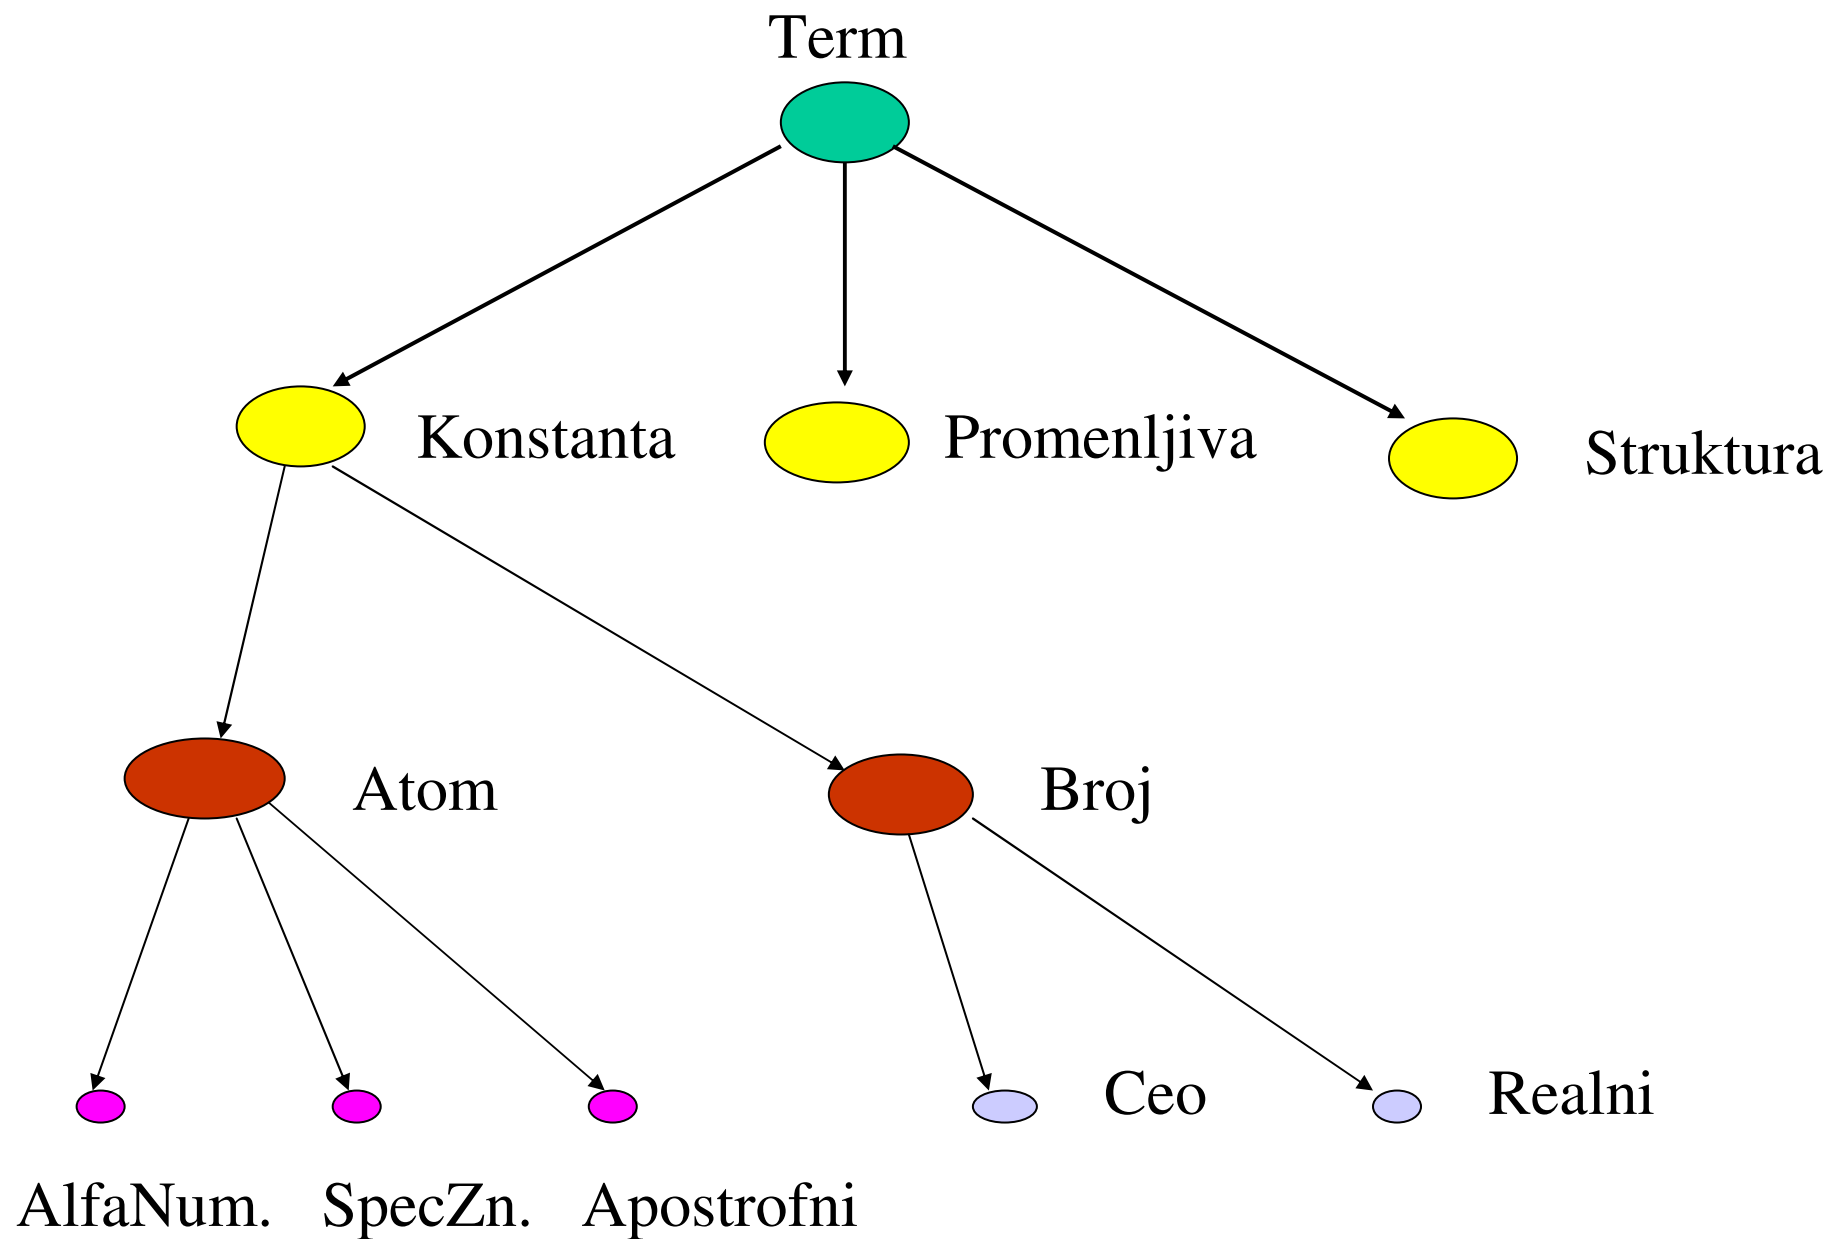 Term
Konstanta
Promenljiva
Struktura
Atom
Broj
Ceo
Realni
AlfaNum.
SpecZn.
Apostrofni